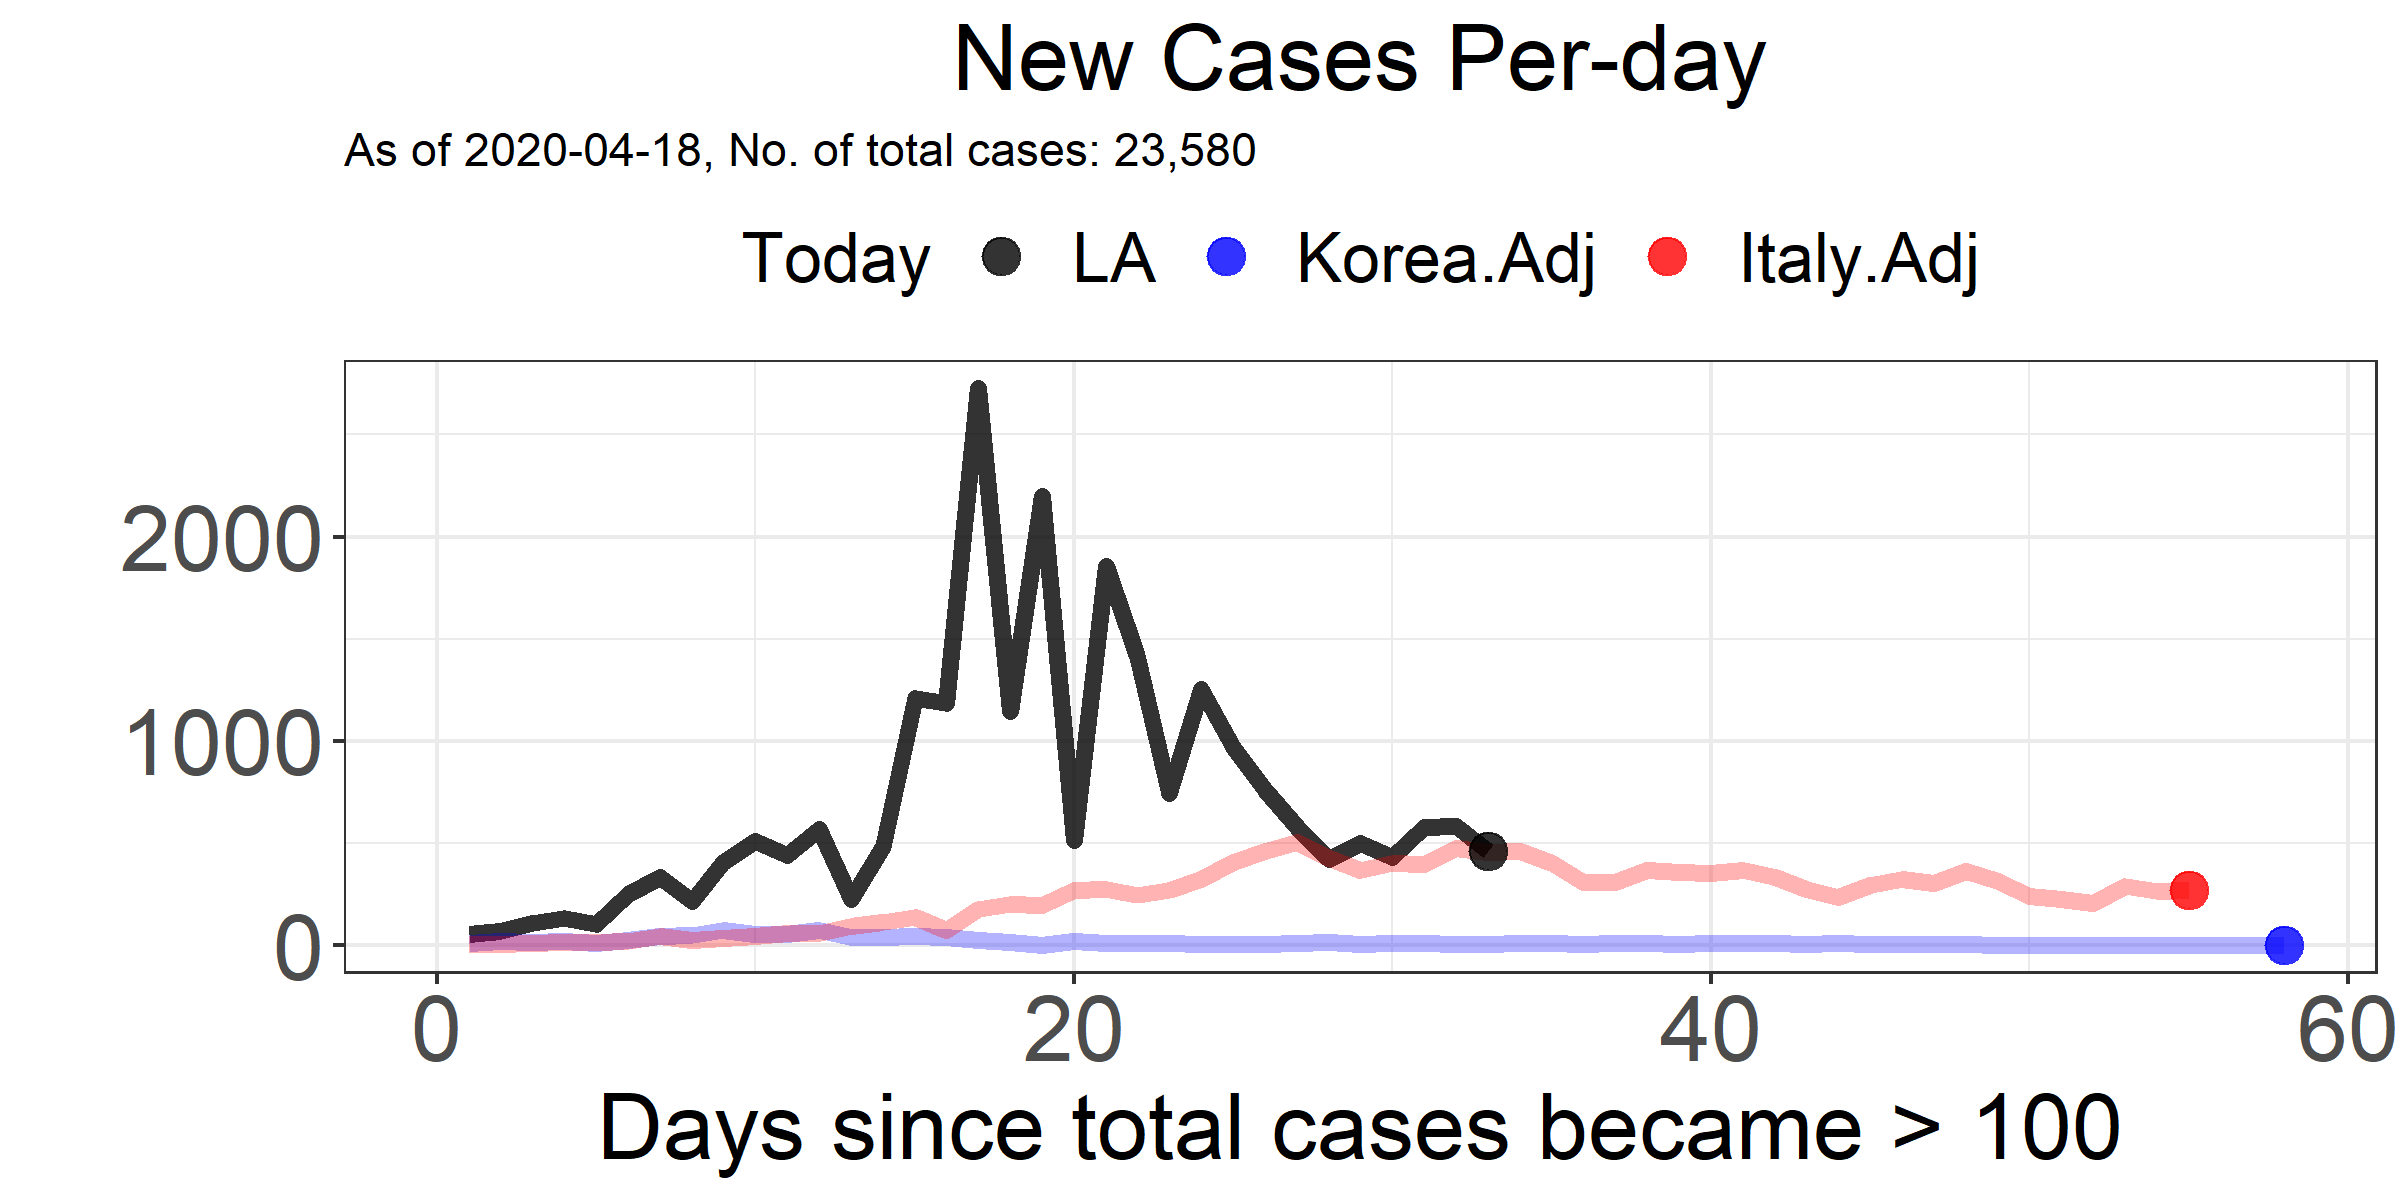 New Cases Per-day
As of 2020-04-18, No. of total cases: 23,580
Today LA Korea.Adj Italy.Adj
2000
1000
0
0 20 40 60
Days since total cases became > 100